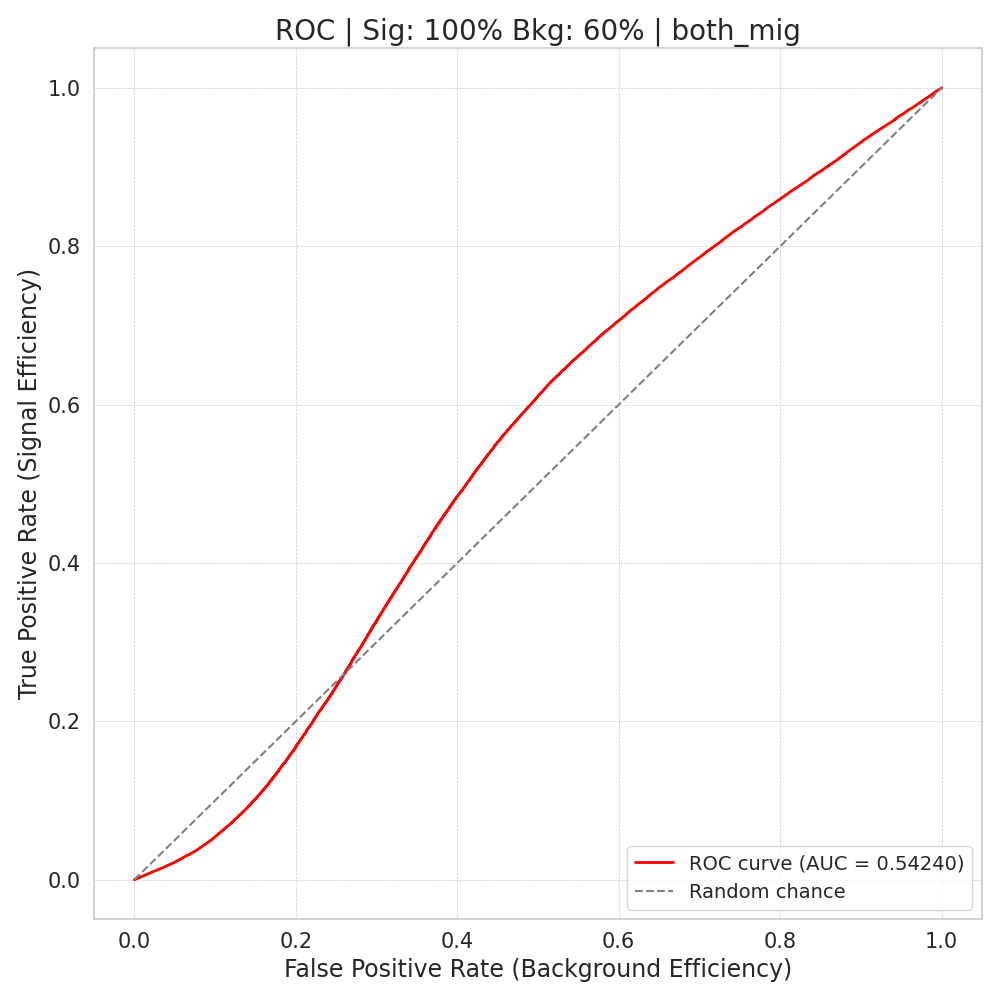 ROC | Sig: 100% Bkg: 60% | both_mig
True Positive Rate (Signal Efficiency)
1.0
0.8
0.6
0.4
0.2
0.0
0.0 0.2 0.4 0.6 0.8 1.0
False Positive Rate (Background Efficiency)
ROC curve (AUC = 0.54240)
Random chance